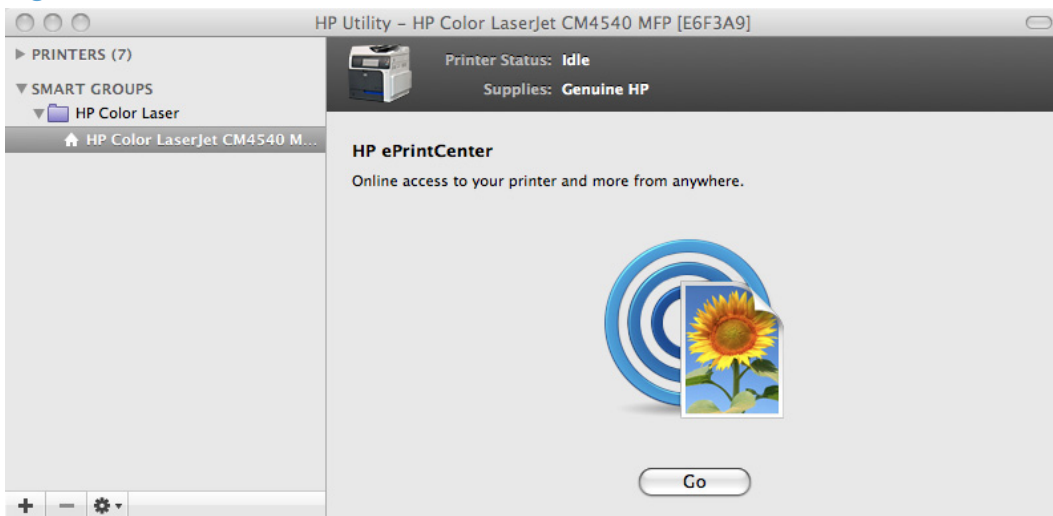 HP Utility – HP Color LaserJet CM4540 MFP [E6F3A9]
PRINTERS (7)
SMART GROUPS
HP Color Laser
HP Color LaserJet CM4540 M...
Printer Status: Idle
Supplies: Genuine HP
HP ePrintCenter
Online access to your printer and more from anywhere.
Go